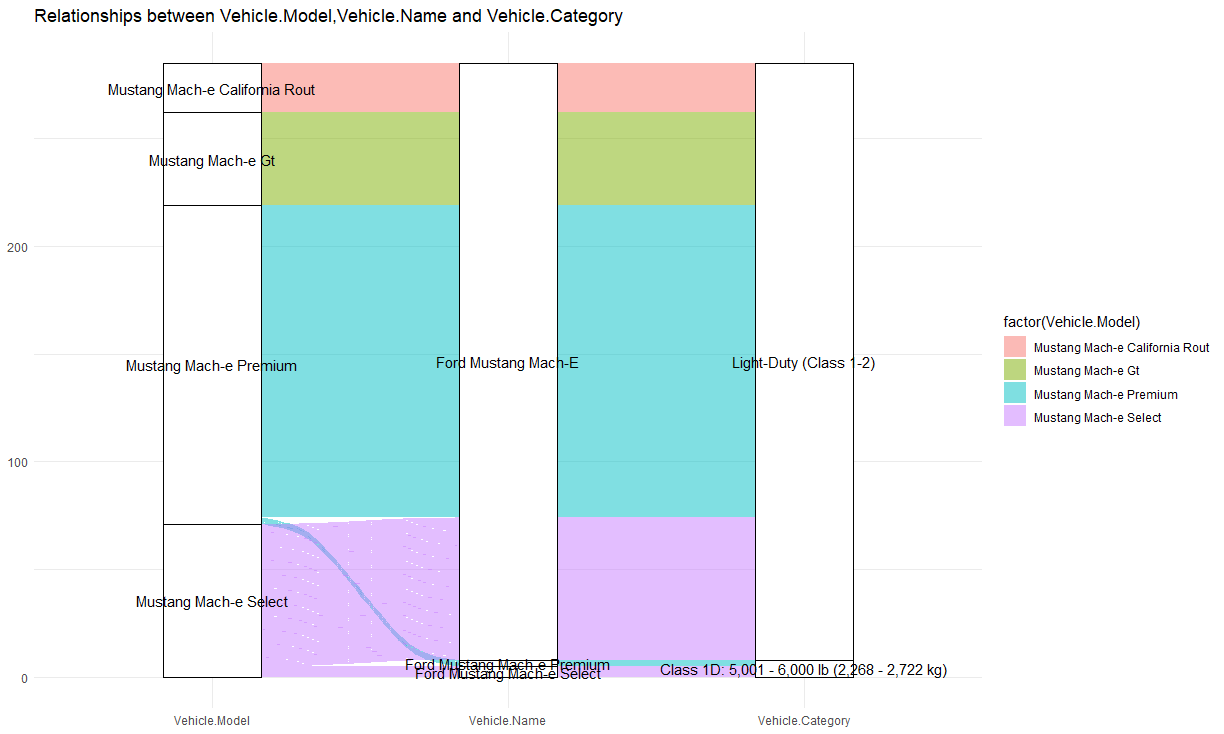 Relationships between Vehicle.Model,Vehicle.Name and Vehicle.Category
Mustang Mach-e California Rout
Mustang Mach-e Gt
200
factor(Vehicle.Model)
Mustang Mach-e California Rout
Mustang Mach-e Gt
Mustang Mach-e Premium
Mustang Mach-e Select
Mustang Mach-e Premium
Ford Mustang Mach-E
Light-Duty (Class 1-2)
100
Mustang Mach-e Select
Ford Mustang Mach-e Premium
Ford Mustang Mach-e Select
Class 1D: 5,001 - 6,000 lb (2,268 - 2,722 kg)
0
Vehicle.Model
Vehicle.Name
Vehicle.Category